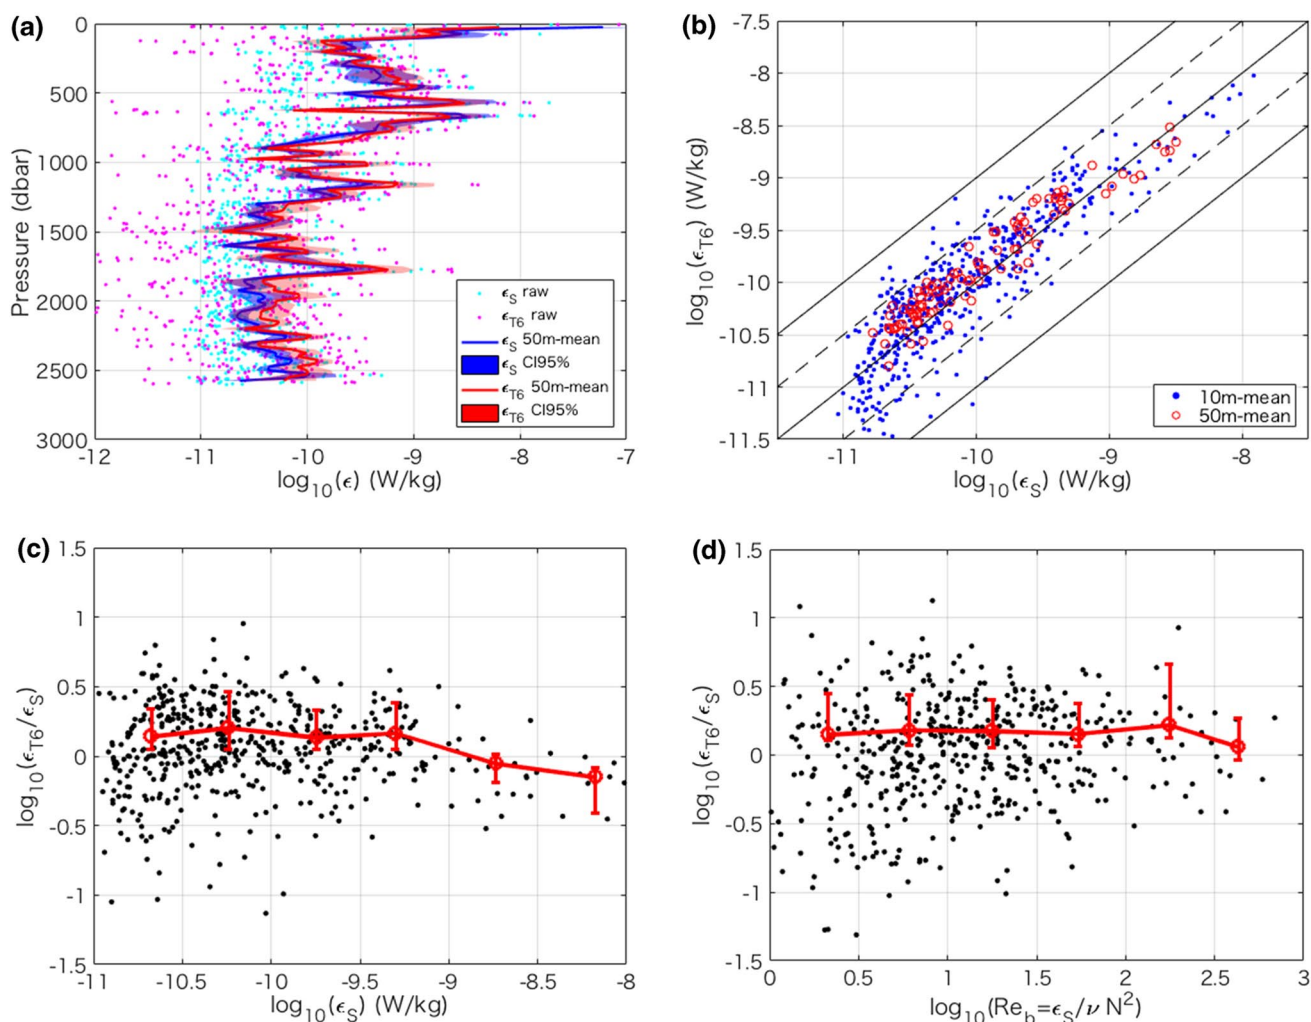 (a)
0
500
1000
1500
2000
2500
3000
Pressure (dbar)
-12 -11 -10 -9 -8 -7
log10(ϵ) (W/kg)
ϵS raw
ϵT6 raw
ϵS 50m-mean
ϵS CI95%
ϵT6 50m-mean
ϵT6 CI95%
(b)
-7.5
-8
-8.5
-9
-9.5
-10
-10.5
-11
-11.5
log10(ϵT6) (W/kg)
-11 -10 -9 -8
log10(ϵS) (W/kg)
10m-mean
50m-mean
(c)
1.5
1
0.5
0
-0.5
-1
-1.5
log10(ϵT6/ϵS)
-11 -10.5 -10 -9.5 -9 -8.5 -8
log10(ϵS) (W/kg)
(d)
1.5
1
0.5
0
-0.5
-1
-1.5
log10(ϵT6/ϵS)
0 0.5 1 1.5 2 2.5 3
log10(Reb=ϵS/ν N2)